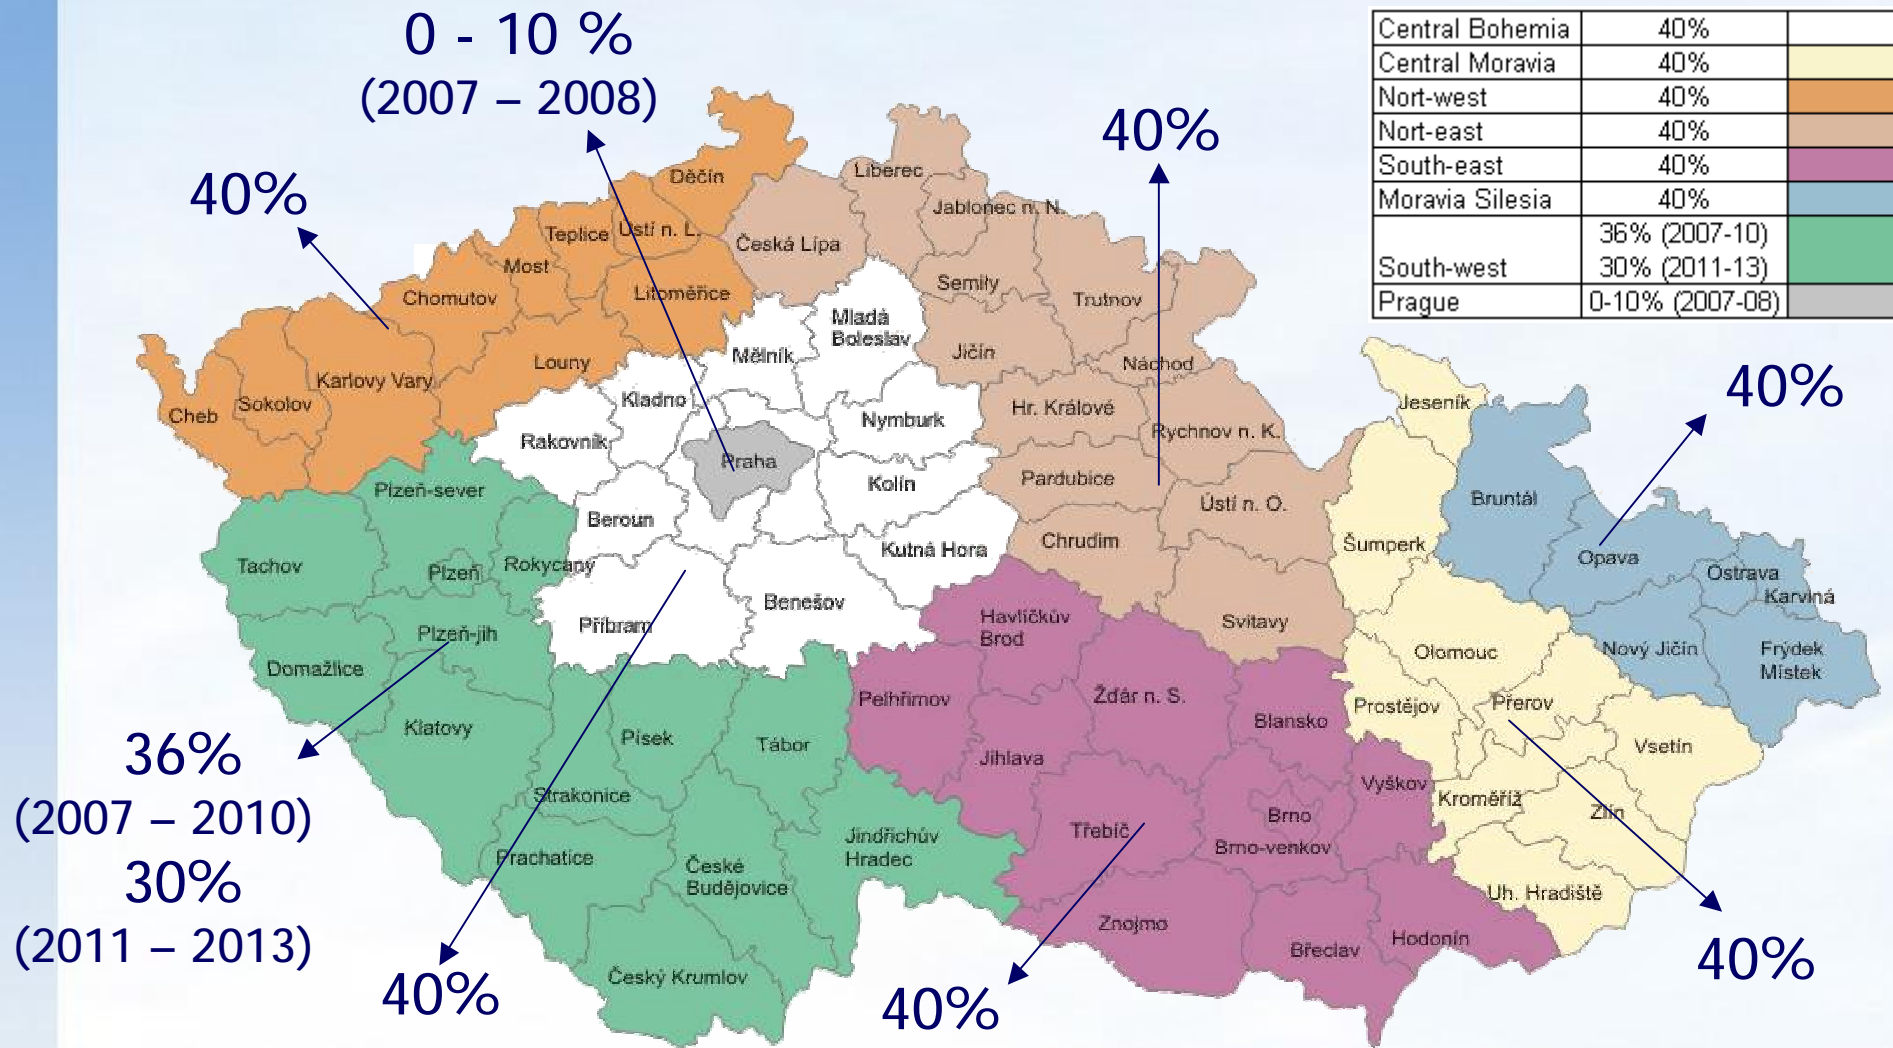 0 - 10 %
(2007 – 2008)
40%
40%
Central Bohemia 40%
Central Moravia 40%
Nort-west 40%
Nort-east 40%
South-east 40%
Moravia Silesia 40%
36% (2007-10)
South-west 30% (2011-13)
Prague 0-10% (2007-08)
Děčín
Liberec
Jablonec n. N.
Teplice
Ústí n. L.
Česká Lípa
Most
Chomutov
Litoměřice
Semily
Trutnov
Mladá
Boleslav
Mělník
Jičín
Náchod
Louny
Karlovy Vary
Sokolov
Cheb
Kladno
Nymburk
Hr. Králové
Rychnov n. K.
Jeseník
40%
Rakovník
Praha
Kolín
Pardubice
Ústí n. O.
Bruntál
Plzeň-sever
Beroun
Kutná Hora
Chrudim
Šumperk
Opava
Ostrava
Karviná
Tachov
Plzeň
Rokycany
Benešov
Příbram
Havlíčkův
Brod
Svitavy
Olomouc
Nový Jičín
Frýdek
Místek
Plzeň-jih
Domažlice
Klatovy
Písek
Tábor
Pelhřimov
Žďár n. S.
Blansko
Prostějov
Přerov
Vsetín
Jihlava
Vyškov
Kroměříž
Zlín
Strakonice
36%
(2007 – 2010)
30%
(2011 – 2013)
Prachatice
České
Budějovice
Jindřichův
Hradec
Třebíč
Brno
Brno-venkov
Uh. Hradiště
Znojmo
Břeclav
Hodonín
Český Krumlov
40%
40%
40%